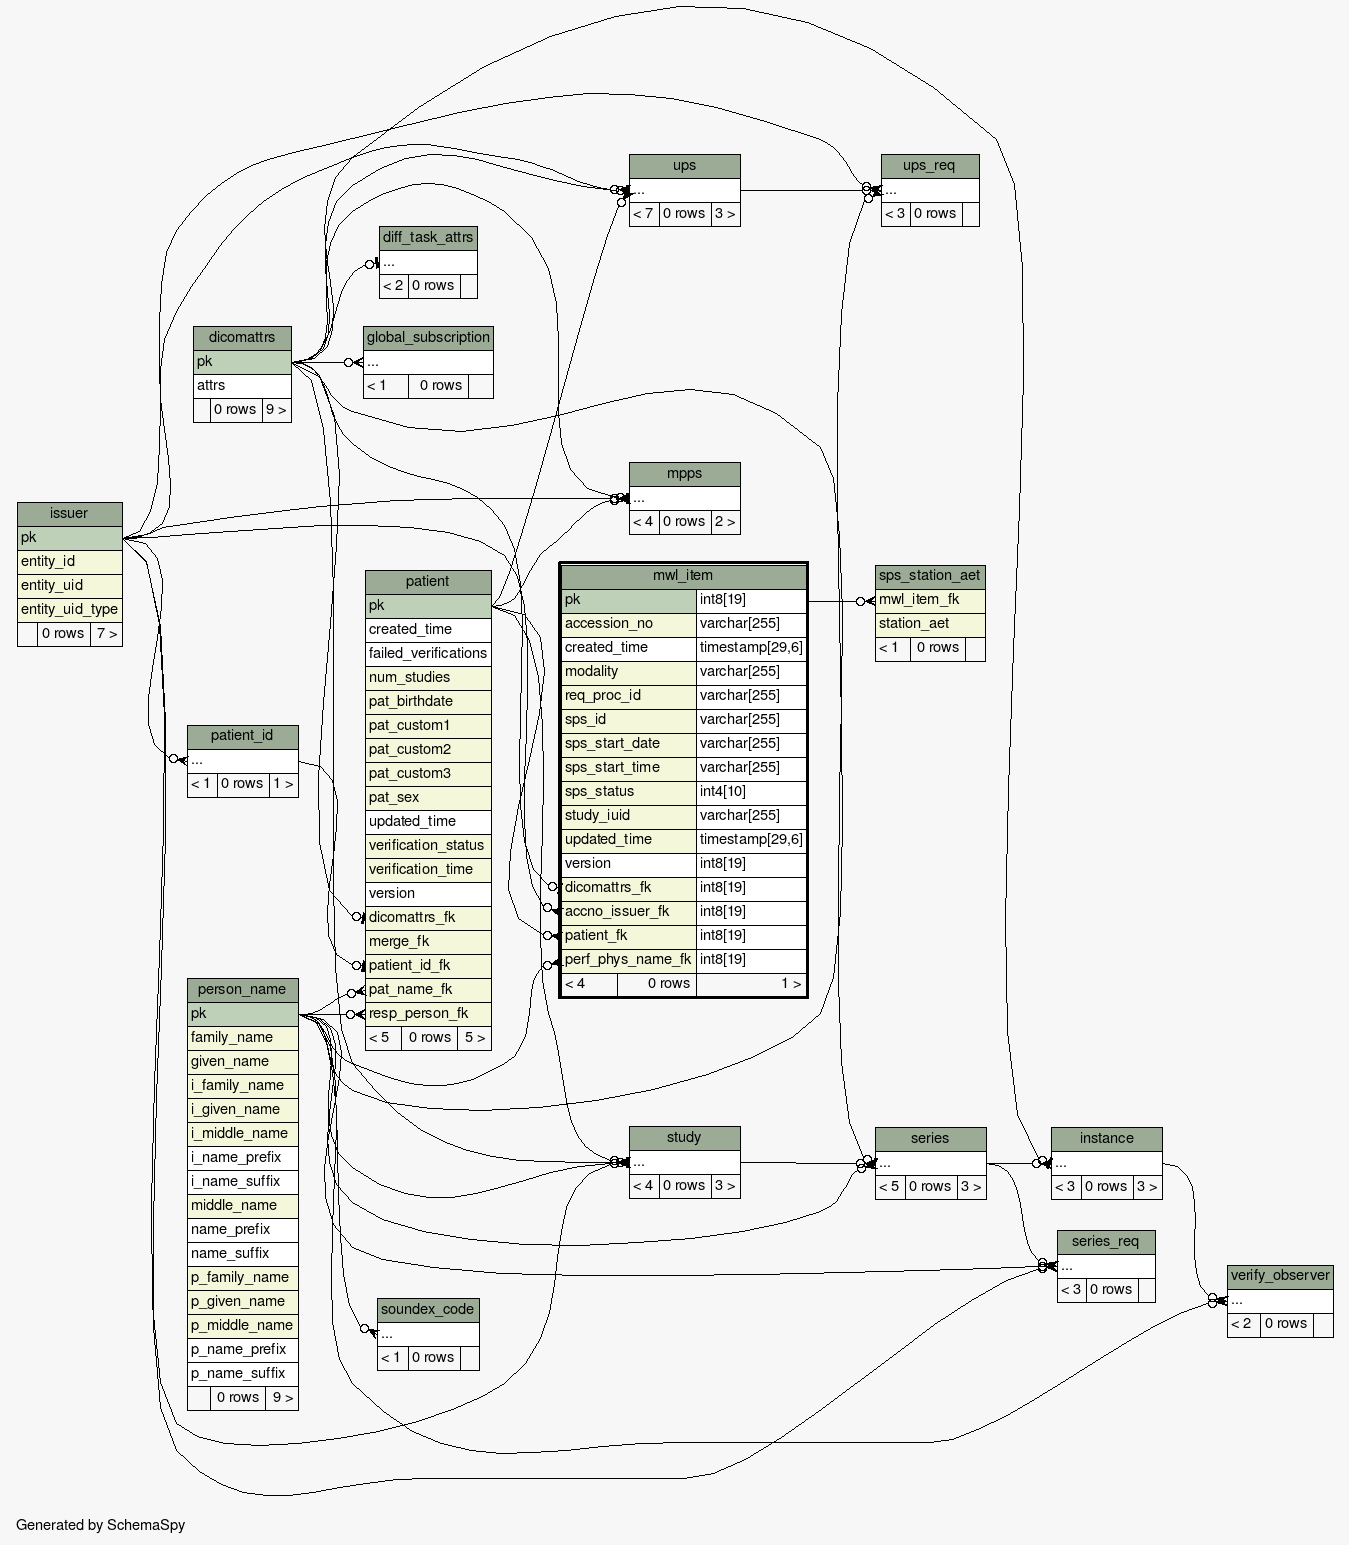 ups
...
< 7 0 rows 3 >
ups_req
...
< 3 0 rows
diff_task_attrs
...
< 2 0 rows
dicomattrs
pk
attrs
0 rows 9 >
global_subscription
...
< 1 0 rows
mpps
...
< 4 0 rows 2 >
issuer
pk
entity_id
entity_uid
entity_uid_type
0 rows 7 >
patient
pk
created_time
failed_verifications
num_studies
pat_birthdate
pat_custom1
pat_custom2
pat_custom3
pat_sex
updated_time
verification_status
verification_time
version
dicomattrs_fk
merge_fk
patient_id_fk
pat_name_fk
resp_person_fk
< 5 0 rows 5 >
mwl_item
pk int8[19]
accession_no varchar[255]
created_time timestamp[29,6]
modality varchar[255]
req_proc_id varchar[255]
sps_id varchar[255]
sps_start_date varchar[255]
sps_start_time varchar[255]
sps_status int4[10]
study_iuid varchar[255]
updated_time timestamp[29,6]
version int8[19]
dicomattrs_fk int8[19]
accno_issuer_fk int8[19]
patient_fk int8[19]
perf_phys_name_fk int8[19]
< 4 0 rows 1 >
sps_station_aet
mwl_item_fk
station_aet
< 1 0 rows
patient_id
...
< 1 0 rows 1 >
person_name
pk
family_name
given_name
i_family_name
i_given_name
i_middle_name
i_name_prefix
i_name_suffix
middle_name
name_prefix
name_suffix
p_family_name
p_given_name
p_middle_name
p_name_prefix
p_name_suffix
0 rows 9 >
study
...
< 4 0 rows 3 >
series
...
< 5 0 rows 3 >
instance
...
< 3 0 rows 3 >
series_req
...
< 3 0 rows
verify_observer
...
< 2 0 rows
soundex_code
...
< 1 0 rows
Generated by SchemaSpy